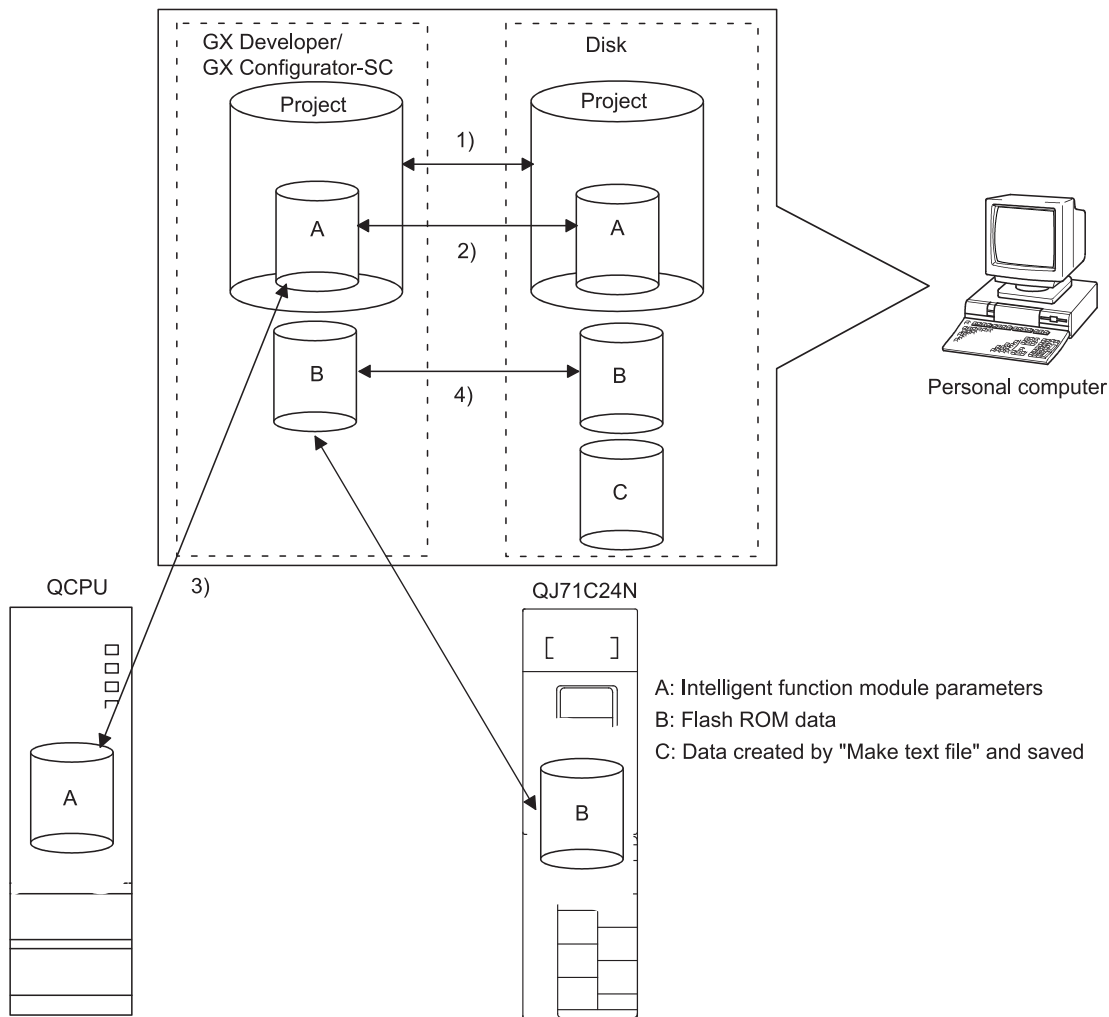 GX Developer/
GX Configurator-SC
Disk
Project
Project
1)
A
A
2)
B
B
4)
C
Personal computer
3)
QCPU
QJ71C24N
A: Intelligent function module parameters
B: Flash ROM data
C: Data created by "Make text file" and saved
A
B